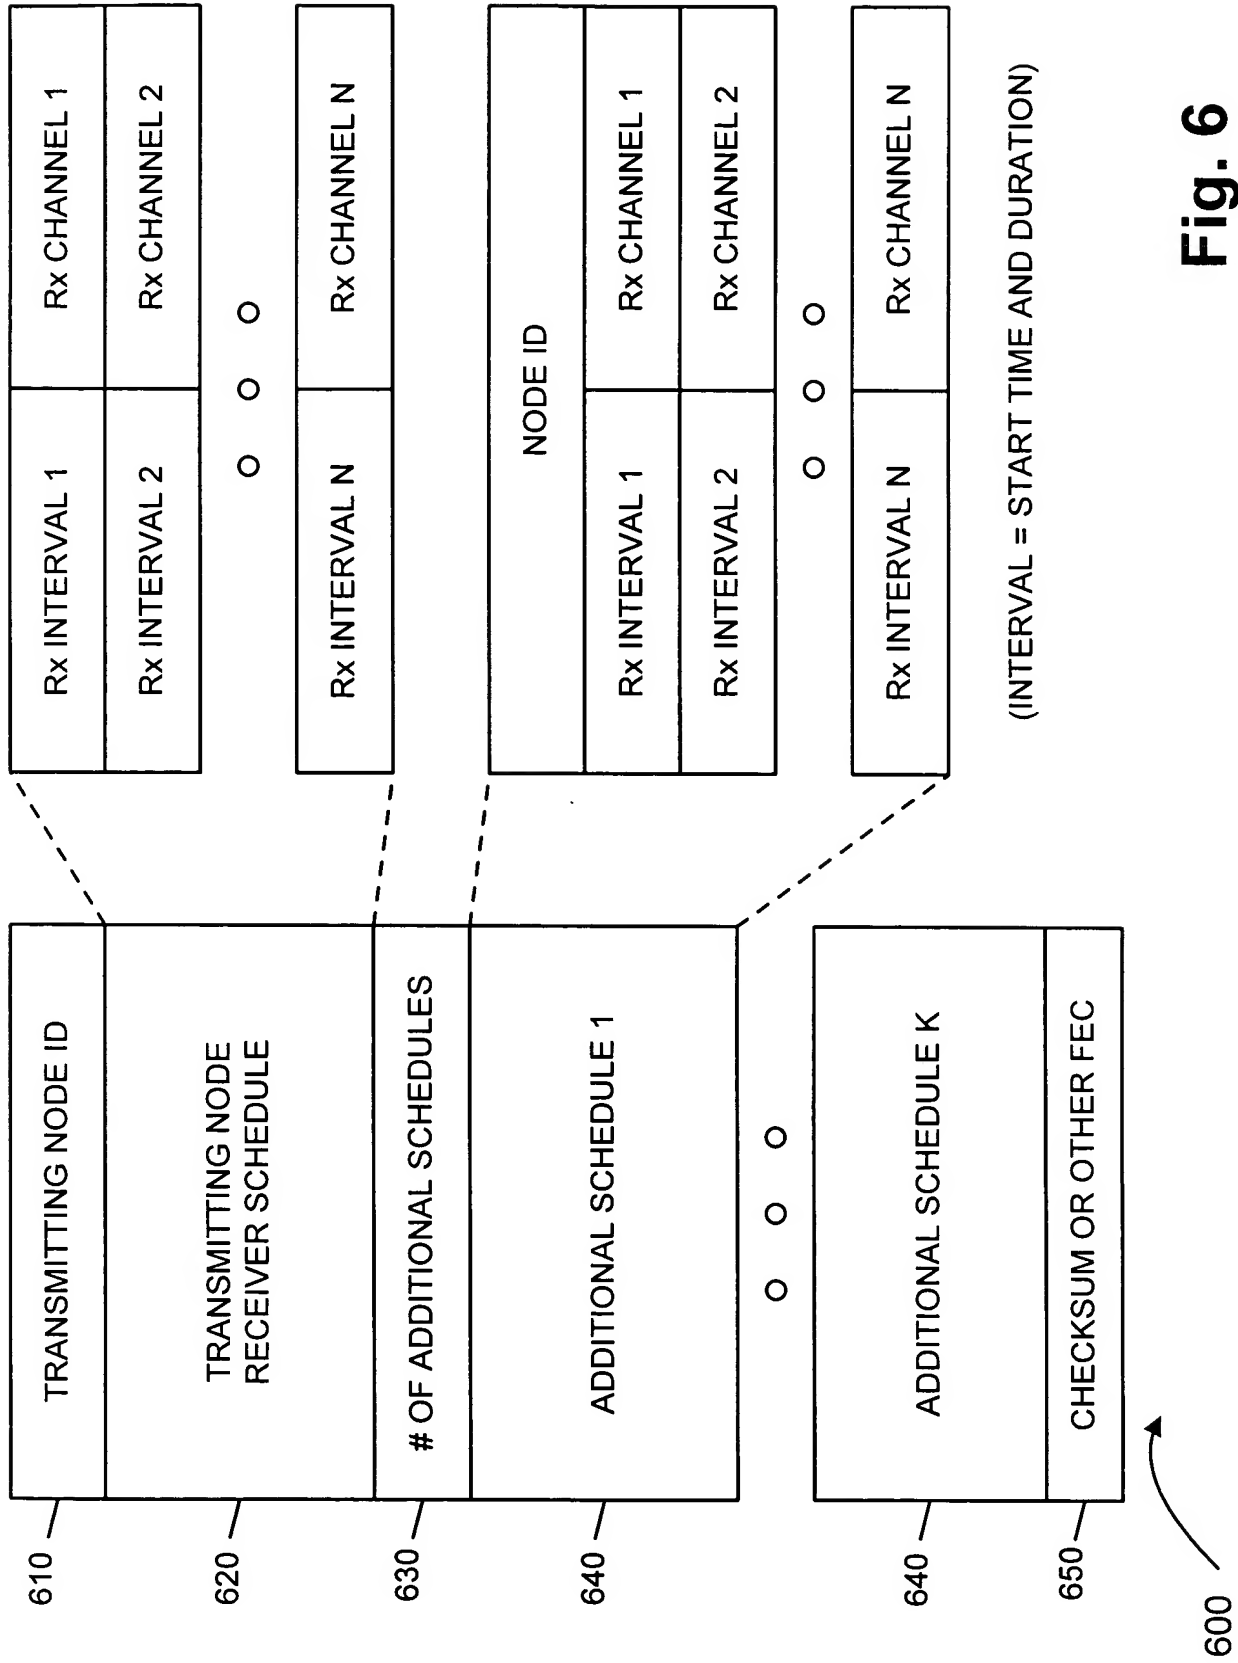 610
TRANSMITTING NODE ID
620
TRANSMITTING NODE
RECEIVER SCHEDULE
630
# OF ADDITIONAL SCHEDULES
640
ADDITIONAL SCHEDULE 1
640
ADDITIONAL SCHEDULE K
650
CHECKSUM OR OTHER FEC
600
Rx INTERVAL 1
Rx CHANNEL 1
Rx INTERVAL 2
Rx CHANNEL 2
Rx INTERVAL N
Rx CHANNEL N
NODE ID
Rx INTERVAL 1
Rx CHANNEL 1
Rx INTERVAL 2
Rx CHANNEL 2
Rx INTERVAL N
Rx CHANNEL N
(INTERVAL = START TIME AND DURATION)
Fig. 6